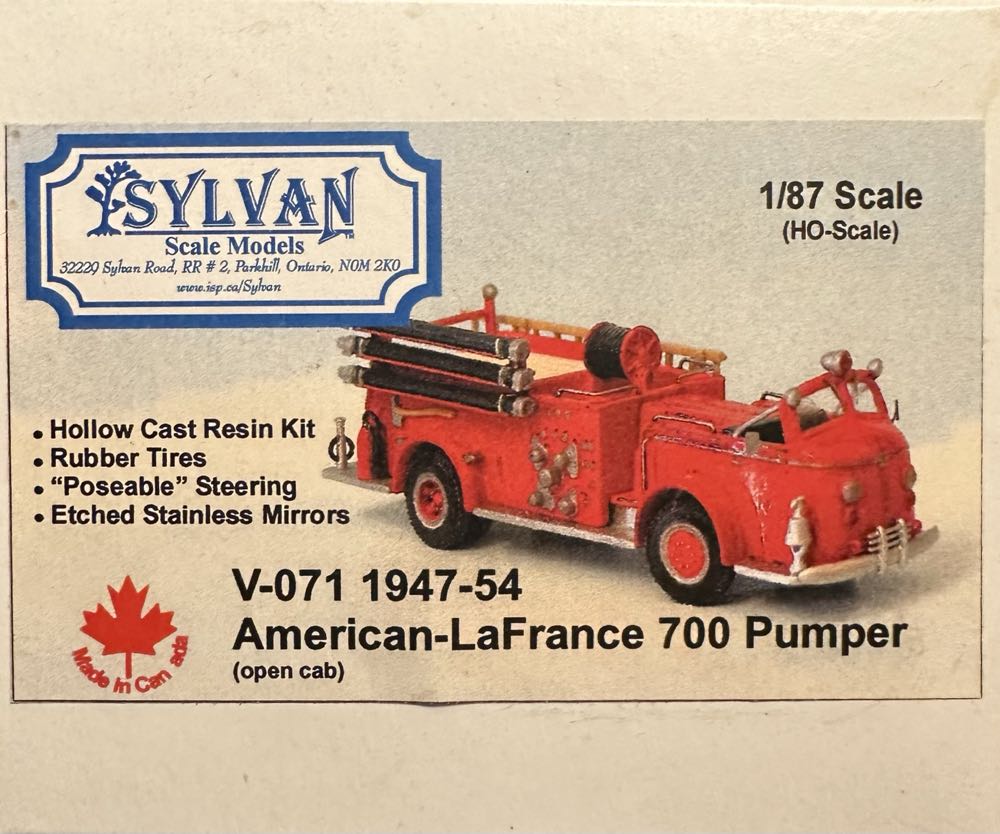 SYLVAN™
Scale Models
32229 Sylvan Road, RR # 2, Parkhill, Ontario, N0M 2K0
www.isp.ca/Sylvan
1/87 Scale
(HO-Scale)
• Hollow Cast Resin Kit
• Rubber Tires
• “Poseable” Steering
• Etched Stainless Mirrors
V-071 1947-54
American-LaFrance 700 Pumper
(open cab)
Made In Canada